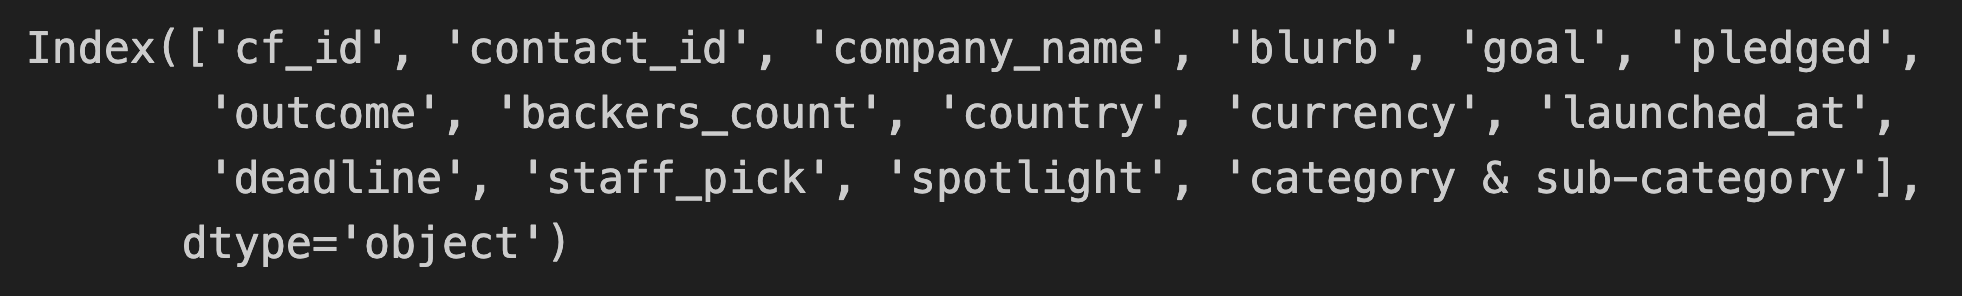 Index(['cf_id', 'contact_id', 'company_name', 'blurb', 'goal', 'pledged',
'outcome', 'backers_count', 'country', 'currency', 'launched_at',
'deadline', 'staff_pick', 'spotlight', 'category & sub-category'],
dtype='object')